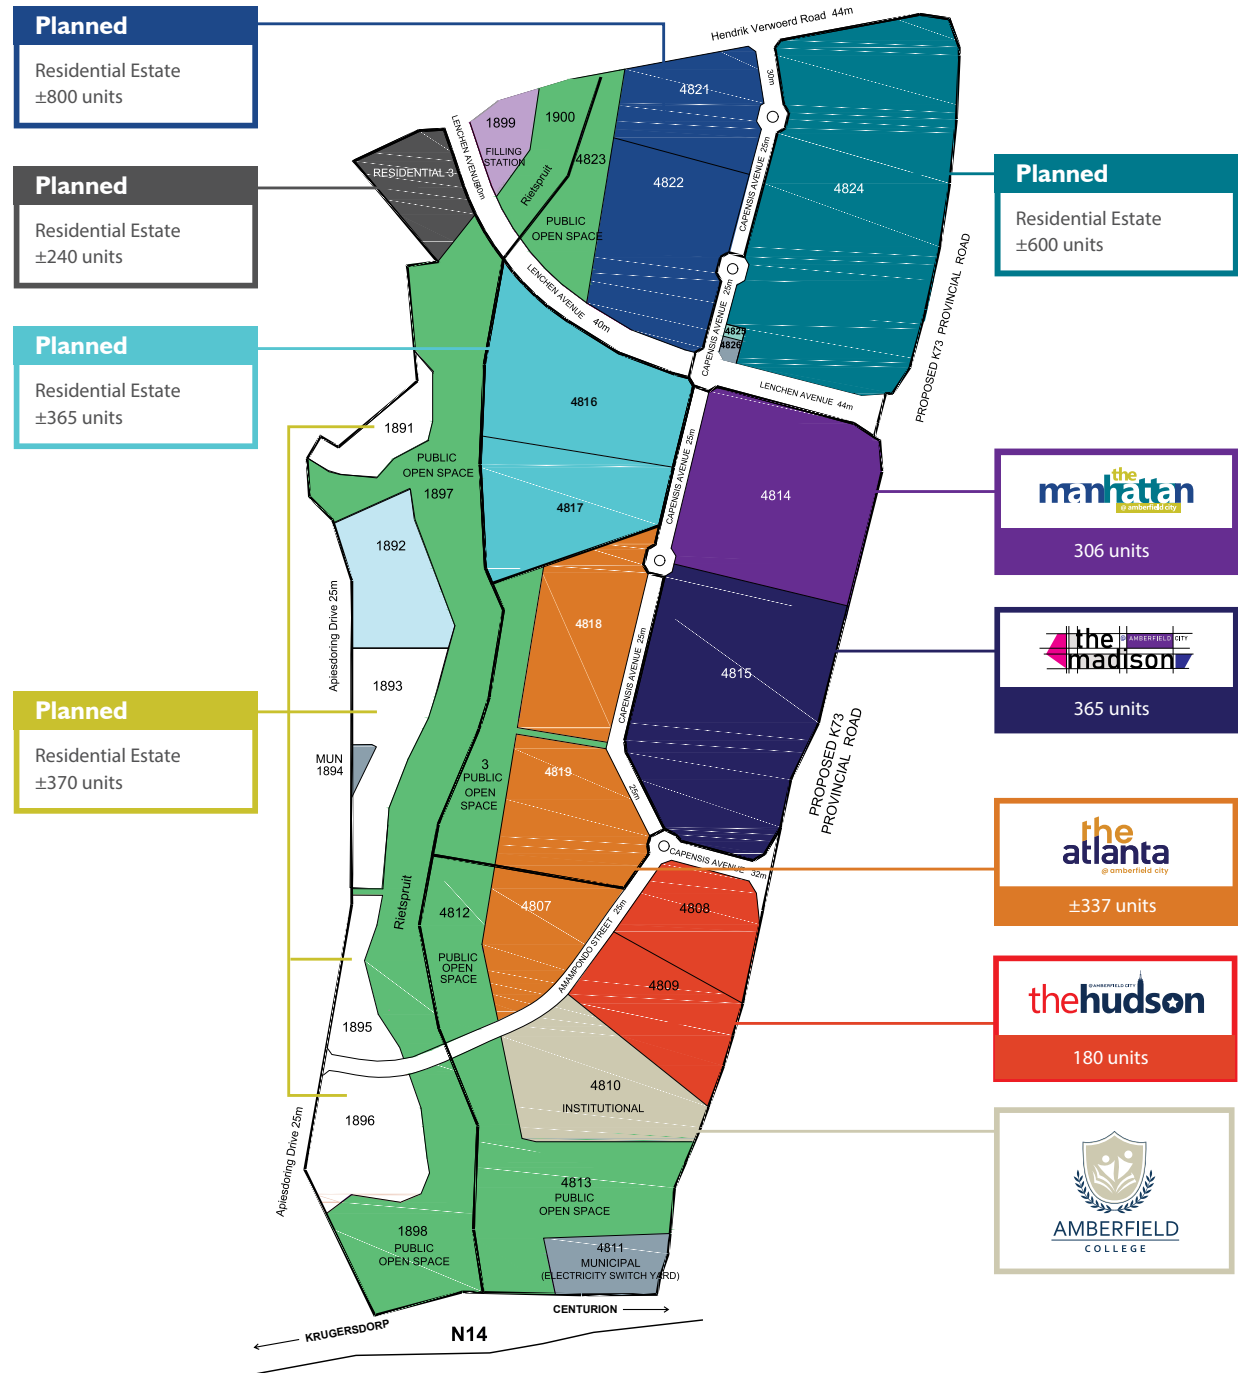 Planned
Residential Estate
±800 units
Planned
Residential Estate
±240 units
Planned
Residential Estate
±365 units
Planned
Residential Estate
±370 units
Hendrik Verwoerd Road 44m
30m
4821
1899
FILLING
STATION
1900
4823
Rietspruit
PUBLIC
OPEN SPACE
LENCHEN AVENUE
30m
RESIDENTIAL 3
4822
CAPENSIS AVENUE 25m
4824
LENCHEN AVENUE 40m
CAPENSIS AVENUE 25m
4825
4826
LENCHEN AVENUE 44m
PROPOSED K73 PROVINCIAL ROAD
4816
1891
PUBLIC
OPEN SPACE
1897
4817
CAPENSIS AVENUE 25m
4814
1892
Apiesdoring Drive 25m
4818
CAPENSIS AVENUE 25m
4815
1893
MUN
1894
3
PUBLIC
OPEN
SPACE
4819
25m
PROPOSED K73
PROVINCIAL ROAD
CAPENSIS AVENUE 32m
Rietspruit
4812
PUBLIC
OPEN
SPACE
4807
AMAMPONDO STREET 25m
4808
4809
1895
4810
INSTITUTIONAL
1896
Apiesdoring Drive 25m
4813
PUBLIC
OPEN SPACE
1898
PUBLIC
OPEN SPACE
4811
MUNICIPAL
(ELECTRICITY SWITCH YARD)
CENTURION
KRUGERSDORP
N14
Planned
Residential Estate
±600 units
the
manhattan
@ amberfield city
306 units
the
@ AMBERFIELD CITY
madison
365 units
the
atlanta
@ amberfield city
±337 units
@AMBERFIELD CITY
thehudson
180 units
AMBERFIELD
COLLEGE